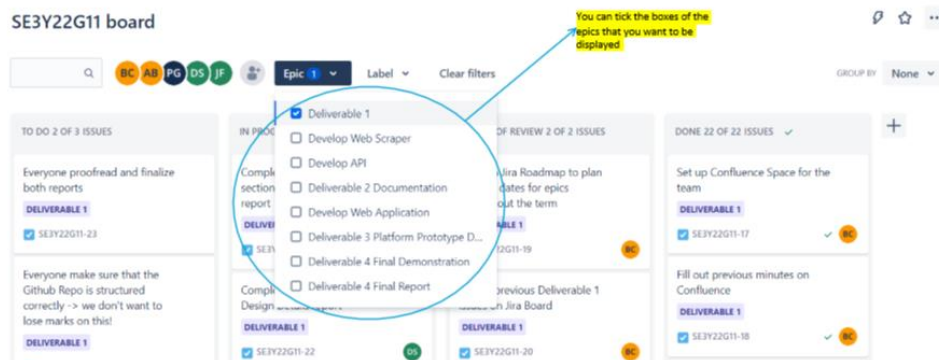 SE3Y22G11 board
You can tick the boxes of the
epics that you want to be
displayed
BC AB PG DS JF
Epic 1
Label
Clear filters
GROUP BY None
TO DO 2 OF 3 ISSUES
Everyone proofread and finalize
both reports
DELIVERABLE 1
SE3Y22G11-23
Everyone make sure that the
Github Repo is structured
correctly -> we don't want to
lose marks on this!
DELIVERABLE 1
IN PROG
Comple
section
report
DELIVE
SE3Y
Comple
Design Details Report
DELIVERABLE 1
SE3Y22G11-22
DS
Deliverable 1
Develop Web Scraper
Develop API
Deliverable 2 Documentation
Develop Web Application
Deliverable 3 Platform Prototype D...
Deliverable 4 Final Demonstration
Deliverable 4 Final Report
OF REVIEW 2 OF 2 ISSUES
Jira Roadmap to plan
dates for epics
out the term
ABLE 1
G11-19
BC
previous Deliverable 1
on Jira Board
DELIVERABLE 1
SE3Y22G11-20
BC
DONE 22 OF 22 ISSUES
Set up Confluence Space for the
team
DELIVERABLE 1
SE3Y22G11-17
BC
Fill out previous minutes on
Confluence
DELIVERABLE 1
SE3Y22G11-18
BC